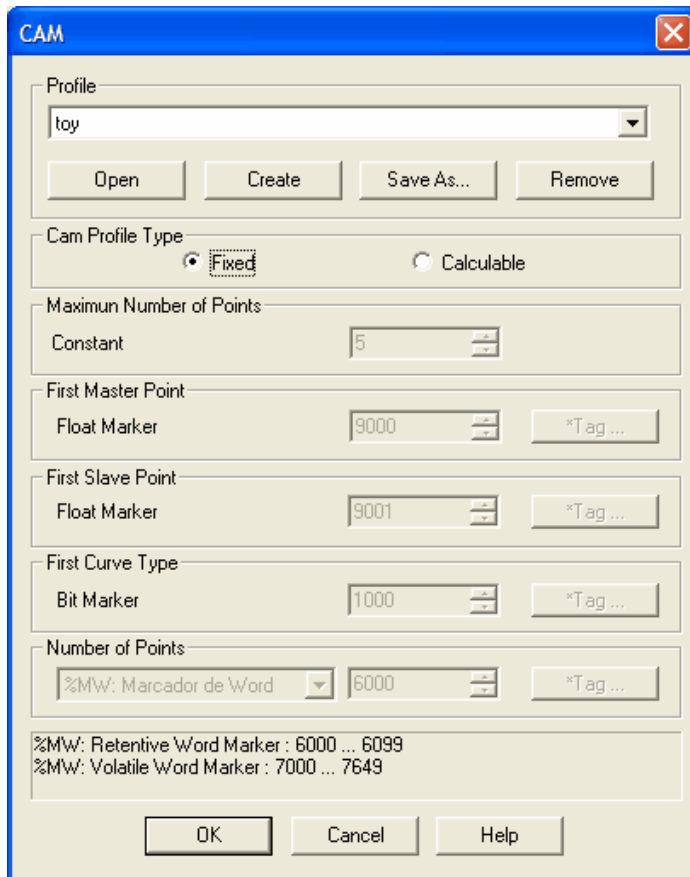 CAM
Profile
toy
Open Create Save As... Remove
Cam Profile Type
Fixed Calculable
Maximun Number of Points
Constant 5
First Master Point
Float Marker 9000 *Tag ...
First Slave Point
Float Marker 9001 *Tag ...
First Curve Type
Bit Marker 1000 *Tag ...
Number of Points
%MW: Marcador de Word 6000 *Tag ...
%MW: Retentive Word Marker : 6000 ... 6099
%MW: Volatile Word Marker : 7000 ... 7649
OK Cancel Help